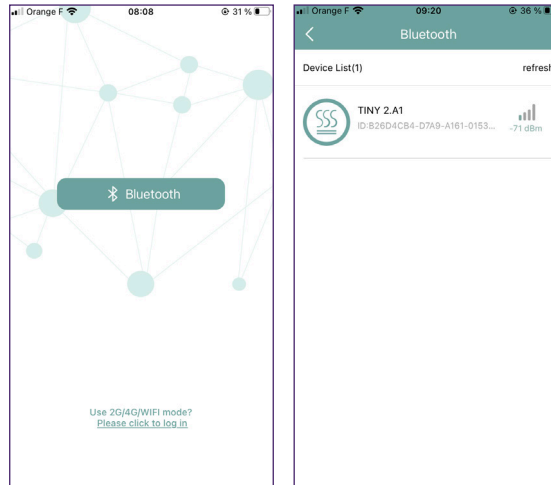 Orange F 08:08 31 %
Bluetooth
Use 2G/4G/WIFI mode?
Please click to log in
Orange F 09:20 36 %
Bluetooth
Device List(1) refresh
TINY 2.A1
ID:B26D4CB4-D7A9-A161-0153...
-71 dBm